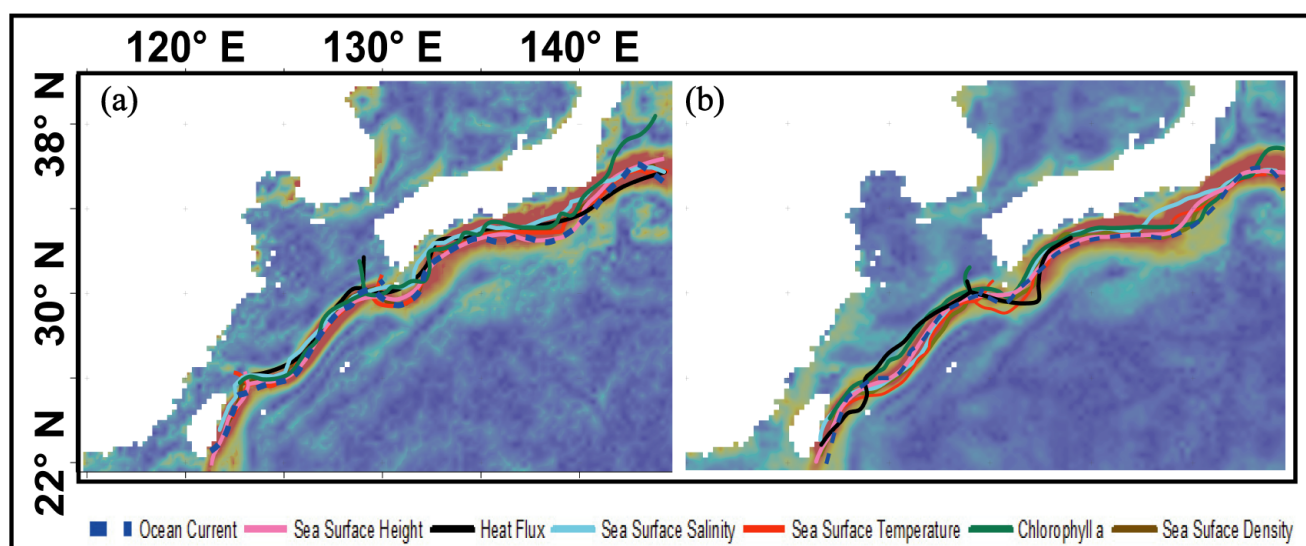 120° E 130° E 140° E
(a) (b)
38° N
30° N
22° N
Ocean Current Sea Surface Height Heat Flux Sea Surface Salinity Sea Surface Temperature Chlorophyll a Sea Suface Density